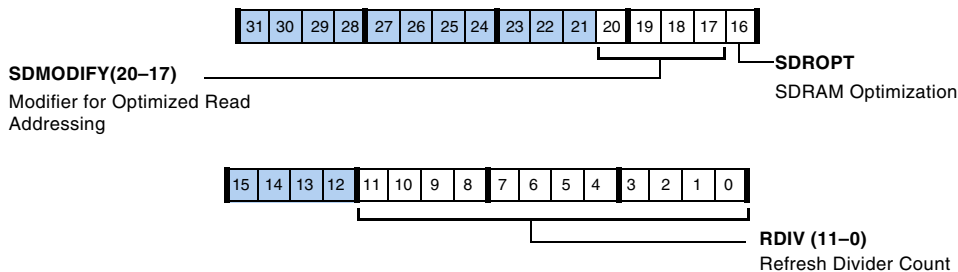 31 30 29 28 27 26 25 24 23 22 21 20 19 18 17 16
SDMODIFY(20–17)
Modifier for Optimized Read
Addressing
SDROPT
SDRAM Optimization
15 14 13 12 11 10 9 8 7 6 5 4 3 2 1 0
RDIV (11–0)
Refresh Divider Count